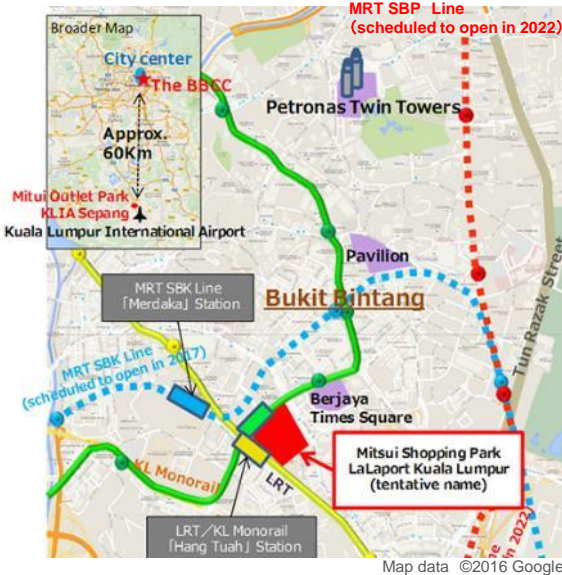 MRT SBP Line
(scheduled to open in 2022)
Broader Map
City center
The BBCC
Approx.
60Km
Mitui Outlet Park
KLIA Sepang
Kuala Lumpur International Airport
Petronas Twin Towers
Pavilion
MRT SBK Line
「Merdaka」Station
Bukit Bintang
Tun Razak Street
MRT SBK Line
(scheduled to open in 2017)
Berjaya
Times Square
Mitsui Shopping Park
LaLaport Kuala Lumpur
(tentative name)
KL Monorail
LRT
LRT／KL Monorail
「Hang Tuah」Station
ne
in 2022)
Map data ©2016 Google